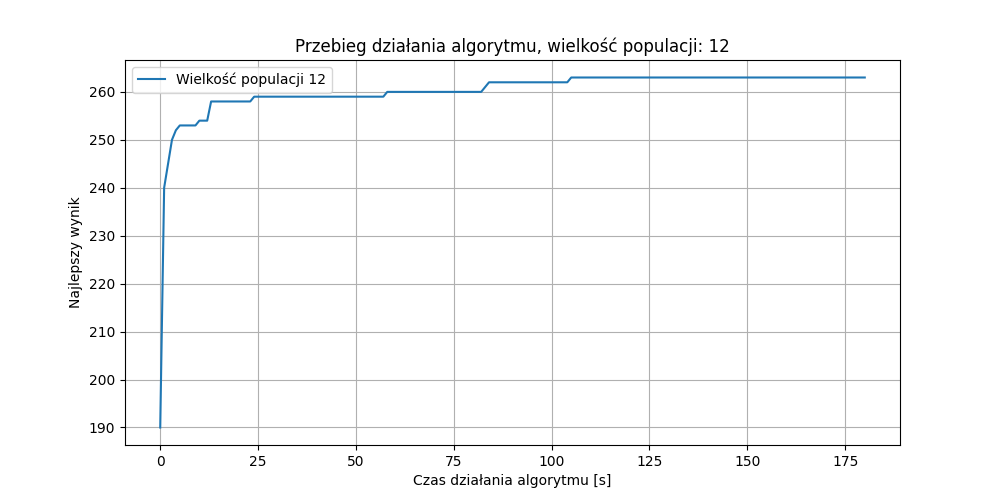 Przebieg działania algorytmu, wielkość populacji: 12
Wielkość populacji 12
260
250
240
230
220
210
200
190
Najlepszy wynik
0 25 50 75 100 125 150 175
Czas działania algorytmu [s]